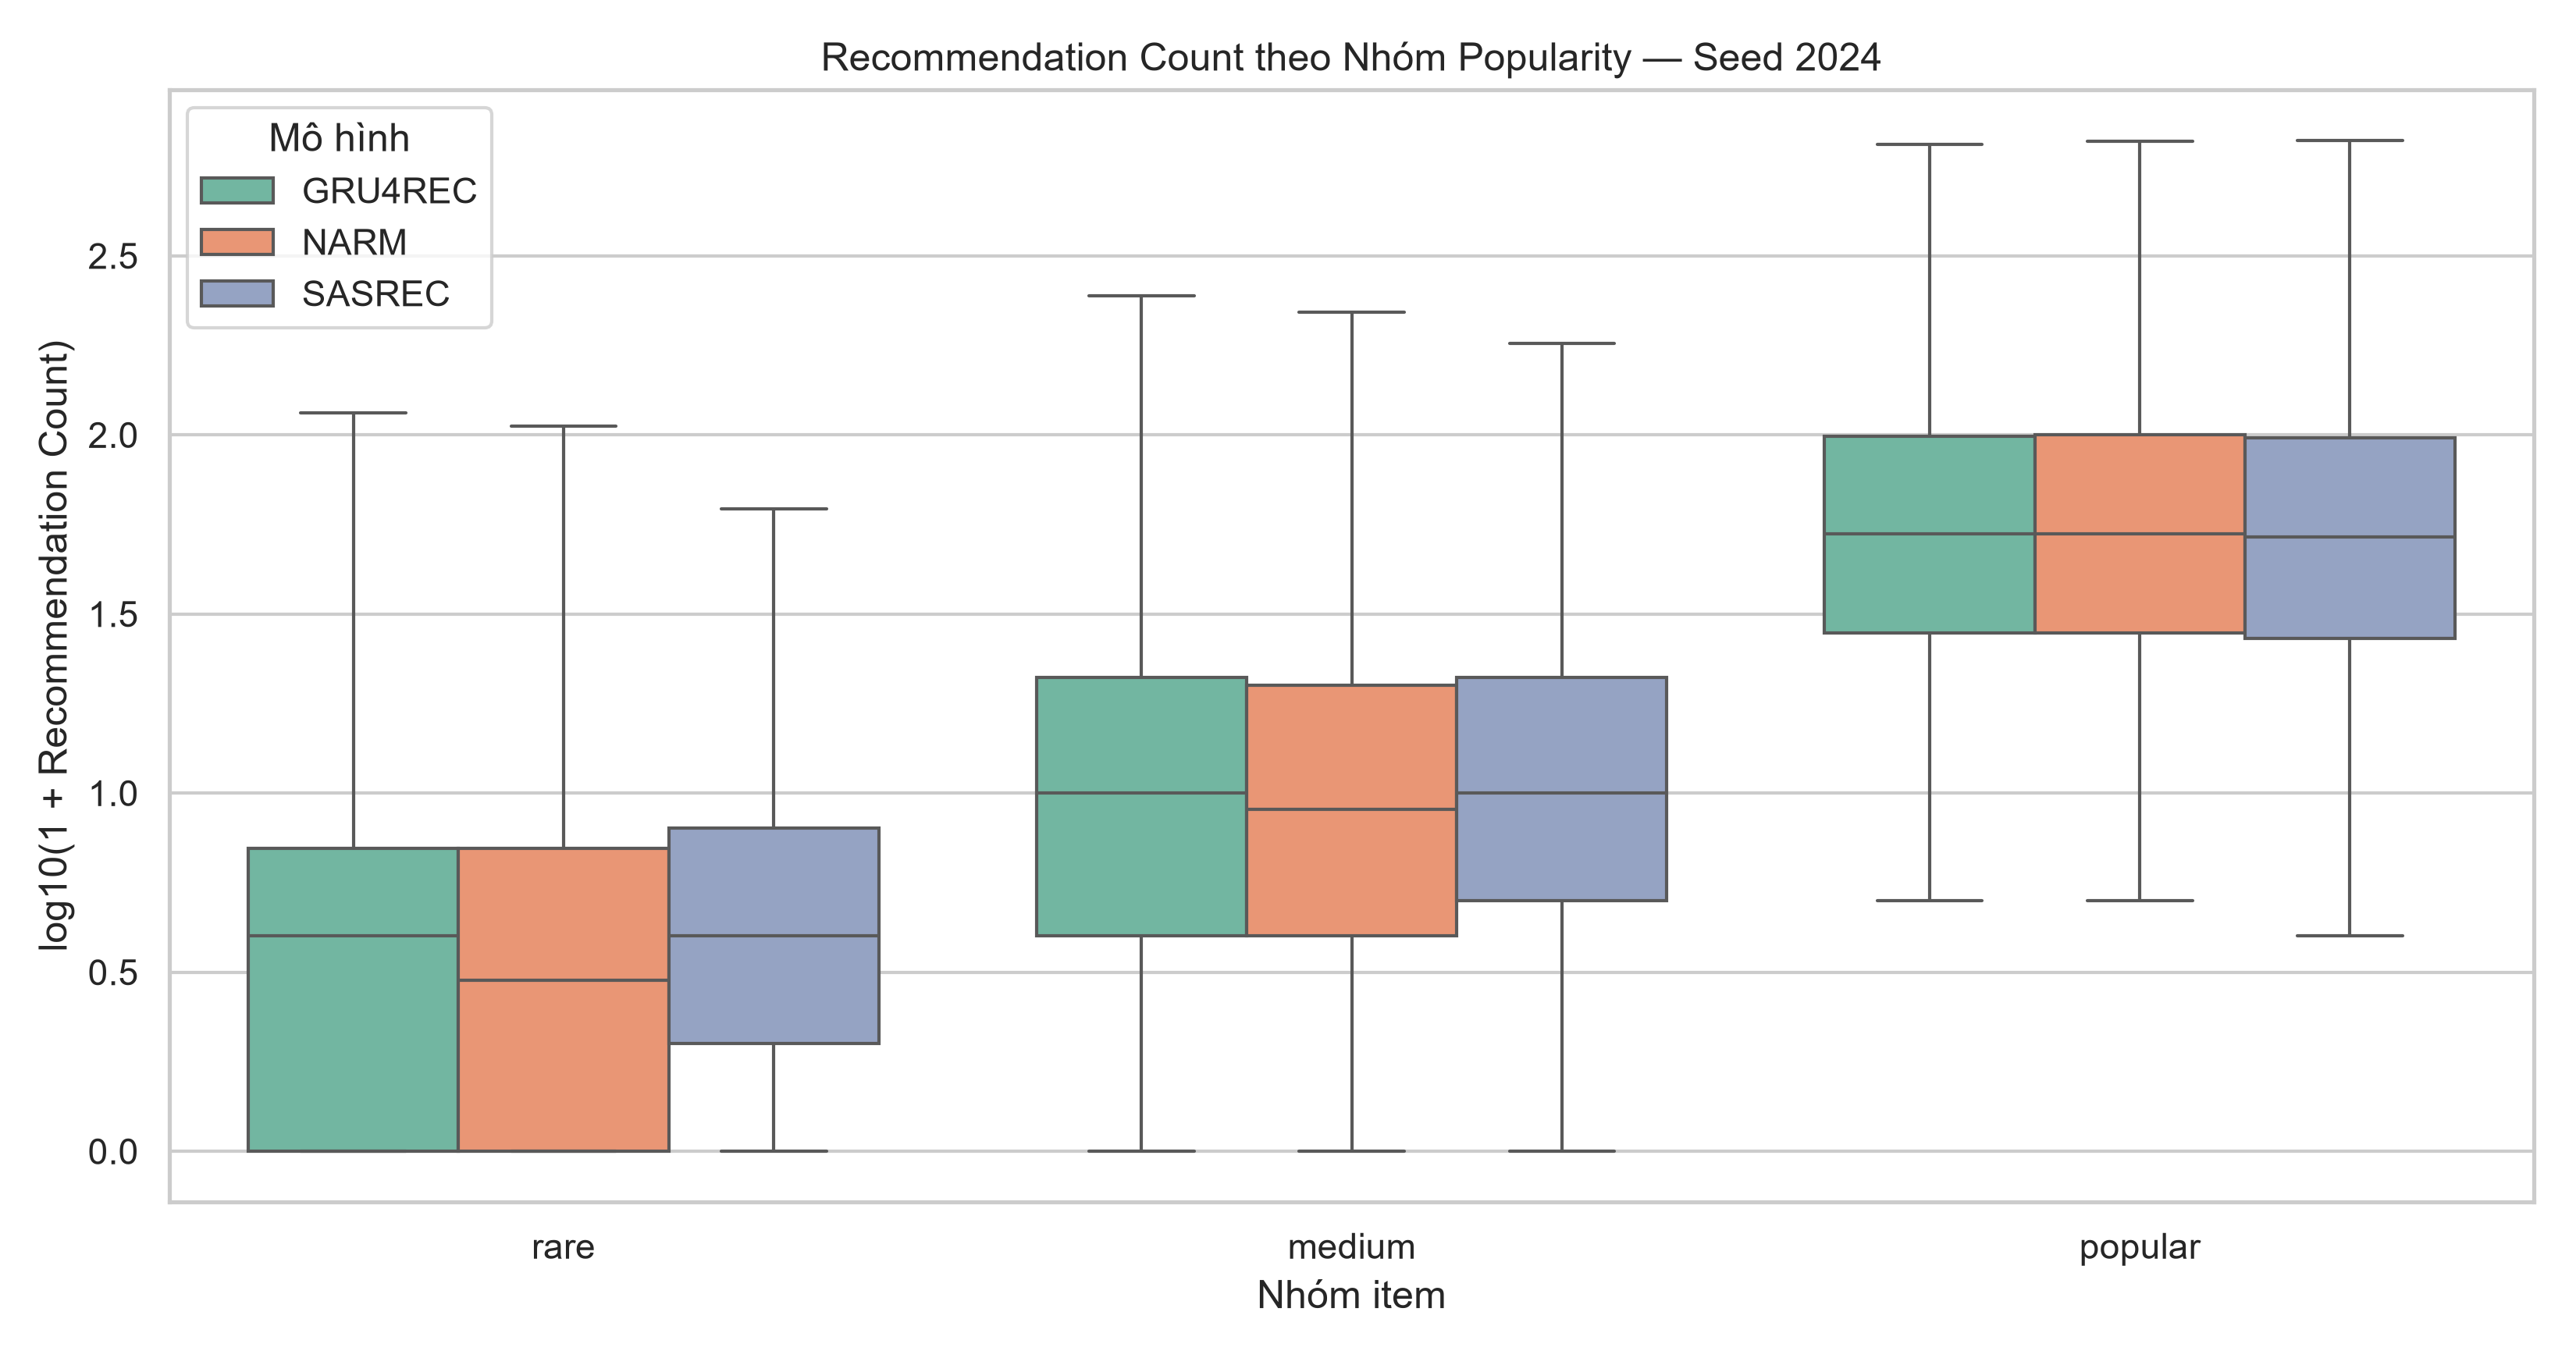 Recommendation Count theo Nhóm Popularity — Seed 2024
Mô hình
GRU4REC
NARM
SASREC
log10(1 + Recommendation Count)
2.5
2.0
1.5
1.0
0.5
0.0
rare medium popular
Nhóm item